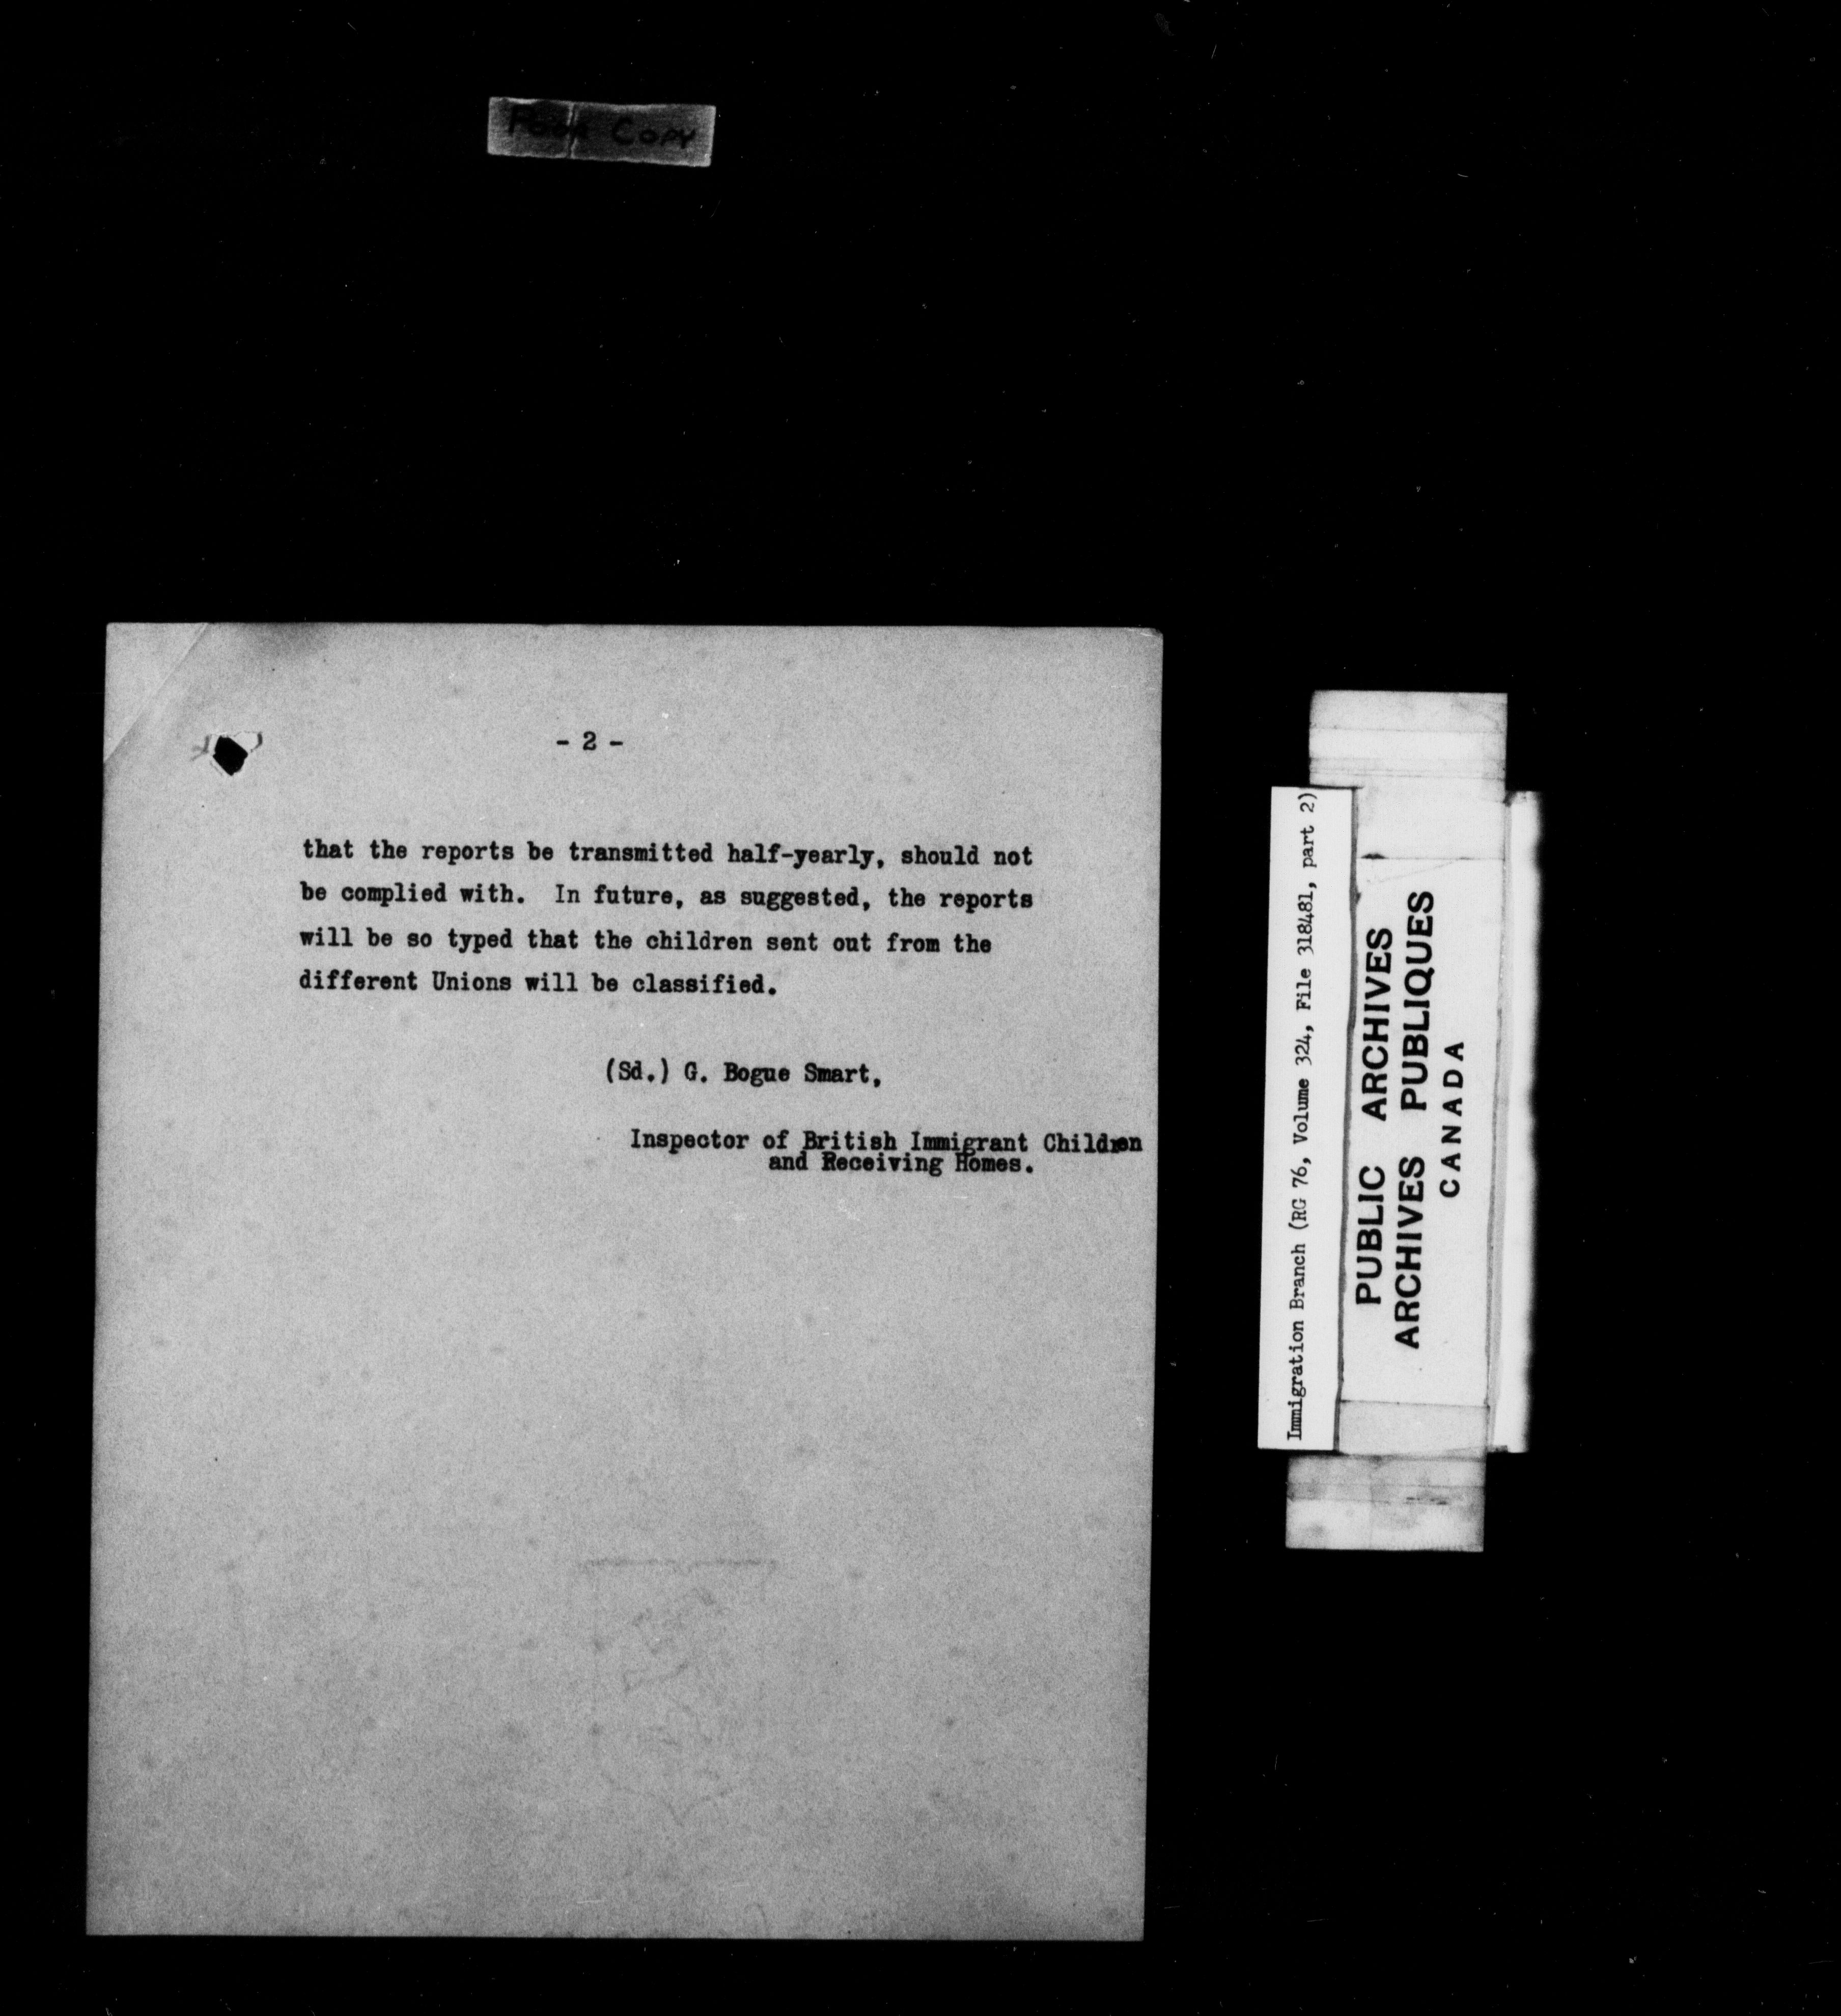 Poor Copy
- 2 -
that the reports be transmitted half-yearly, should not
be complied with. In future, as suggested, the reports
will be so typed that the children sent out from the
different Unions will be classified.
(Sd.) G. Bogue Smart,
Inspector of British Immigrant Children
and Receiving Homes.
Immigration Branch (RG 76, Volume 324, File 318481, part 2)
PUBLIC ARCHIVES
ARCHIVES PUBLIQUES
CANADA